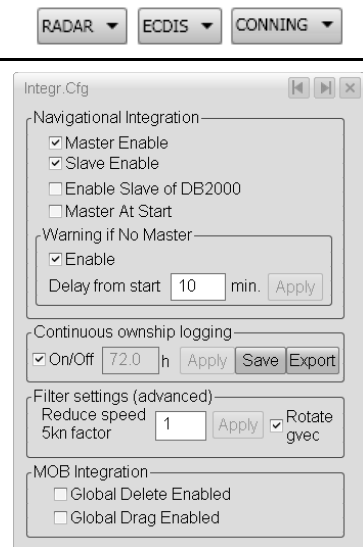 RADAR ECDIS CONNING
Integr.Cfg
Navigational Integration
Master Enable
Slave Enable
Enable Slave of DB2000
Master At Start
Warning if No Master
Enable
Delay from start 10 min. Apply
Continuous ownship logging
On/Off 72.0 h Apply Save Export
Filter settings (advanced)
Reduce speed
5kn factor 1 Apply Rotate
gvec
MOB Integration
Global Delete Enabled
Global Drag Enabled